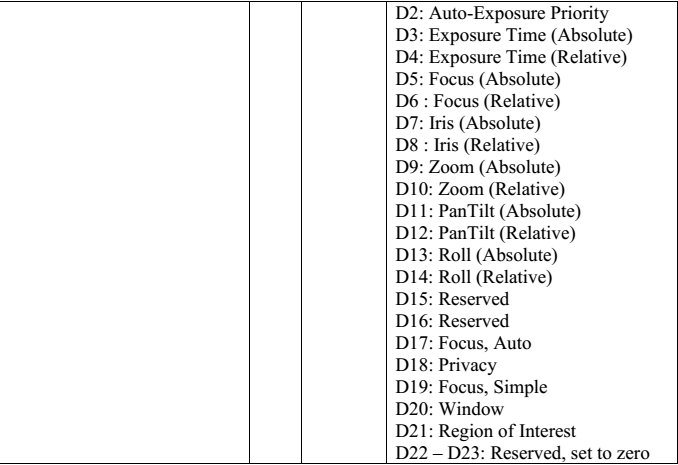 D2: Auto-Exposure Priority
D3: Exposure Time (Absolute)
D4: Exposure Time (Relative)
D5: Focus (Absolute)
D6 : Focus (Relative)
D7: Iris (Absolute)
D8 : Iris (Relative)
D9: Zoom (Absolute)
D10: Zoom (Relative)
D11: PanTilt (Absolute)
D12: PanTilt (Relative)
D13: Roll (Absolute)
D14: Roll (Relative)
D15: Reserved
D16: Reserved
D17: Focus, Auto
D18: Privacy
D19: Focus, Simple
D20: Window
D21: Region of Interest
D22 – D23: Reserved, set to zero